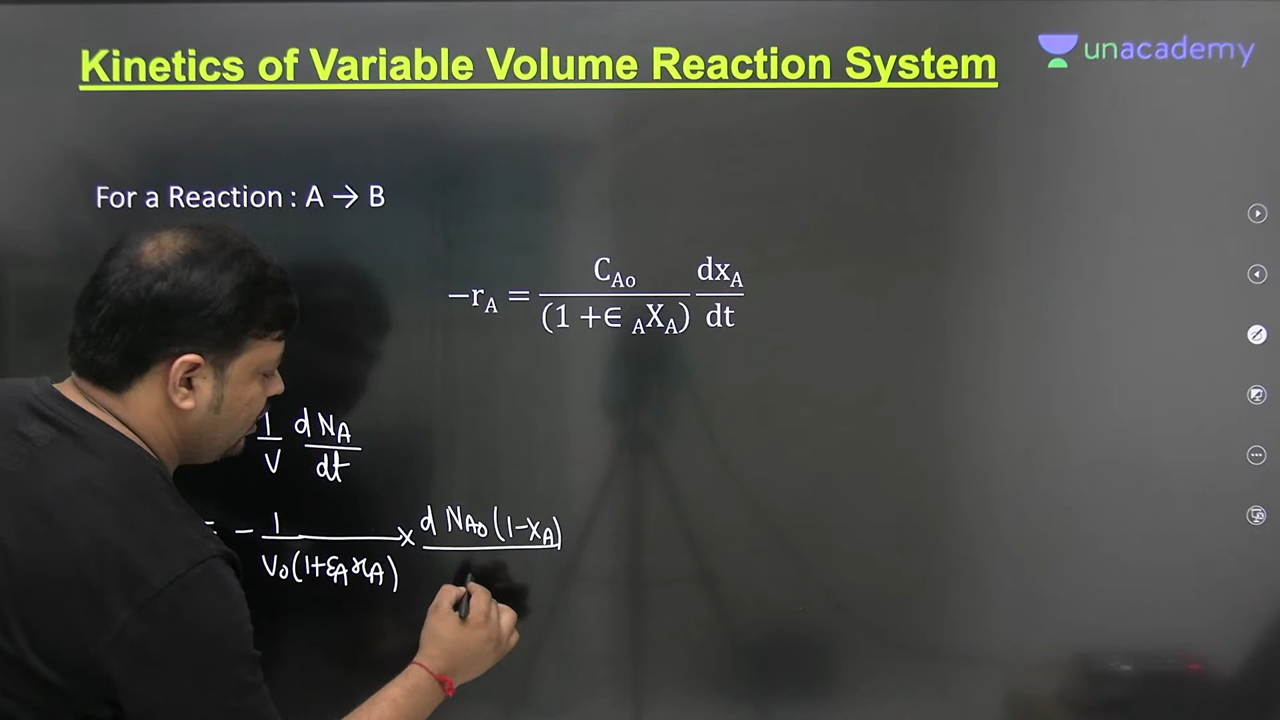 Kinetics of Variable Volume Reaction System
unacademy
For a Reaction : A → B
−r_A = C_Ao/(1 +∈ _A X_A) dx_A/dt
1/V dN_A/dt
= − 1/V₀(1+ε_A x_A) × d N_A₀(1−X_A)